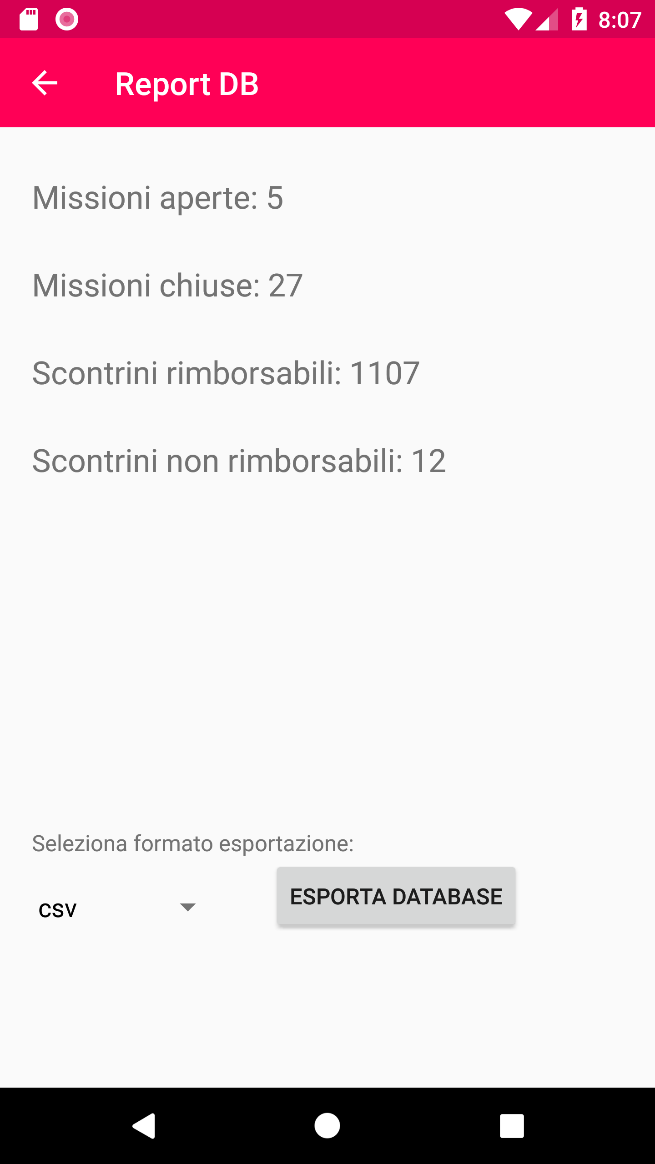 8:07
Report DB
Missioni aperte: 5
Missioni chiuse: 27
Scontrini rimborsabili: 1107
Scontrini non rimborsabili: 12
Seleziona formato esportazione:
csv
ESPORTA DATABASE